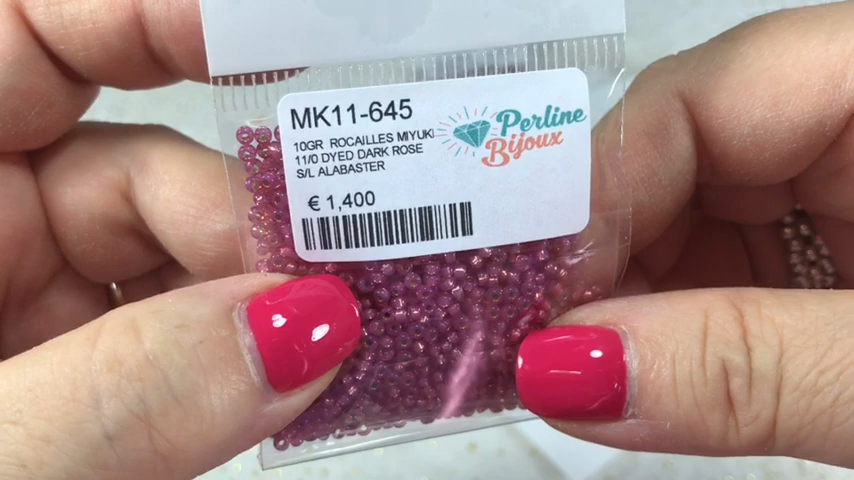 MK11-645
10GR ROCAILLES MIYUKI
11/0 DYED DARK ROSE
S/L ALABASTER
€ 1,400
Perline
Bijoux